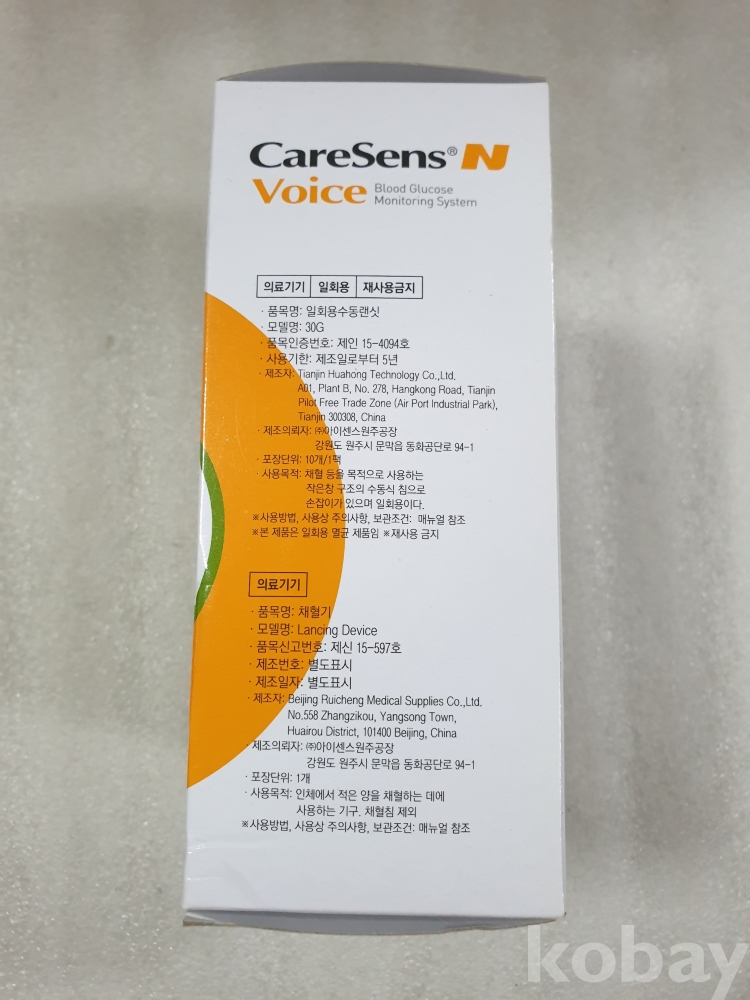 CareSens® N
Voice Blood Glucose
Monitoring System
의료기기 일회용 재사용금지
· 품목명: 일회용수동랜싯
· 모델명: 30G
· 품목인증번호: 제인 15-4094호
· 사용기한: 제조일로부터 5년
· 제조자: Tianjin Huahong Technology Co.,Ltd.
A01, Plant B, No. 278, Hangkong Road, Tianjin
Pilot Free Trade Zone (Air Port Industrial Park),
Tianjin 300308, China
· 제조의뢰자: ㈜아이센스원주공장
강원도 원주시 문막읍 동화공단로 94-1
· 포장단위: 10개/1팩
· 사용목적: 채혈 등을 목적으로 사용하는
작은창 구조의 수동식 침으로
손잡이가 있으며 일회용이다.
※사용방법, 사용상 주의사항, 보관조건: 매뉴얼 참조
※본 제품은 일회용 멸균 제품임 ※재사용 금지
의료기기
· 품목명: 채혈기
· 모델명: Lancing Device
· 품목신고번호: 제신 15-597호
· 제조번호: 별도표시
· 제조일자: 별도표시
· 제조자: Beijing Ruicheng Medical Supplies Co.,Ltd.
No.558 Zhangzikou, Yangsong Town,
Huairou District, 101400 Beijing, China
· 제조의뢰자: ㈜아이센스원주공장
강원도 원주시 문막읍 동화공단로 94-1
· 포장단위: 1개
· 사용목적: 인체에서 적은 양을 채혈하는 데에
사용하는 기구. 채혈침 제외
※사용방법, 사용상 주의사항, 보관조건: 매뉴얼 참조
kobay